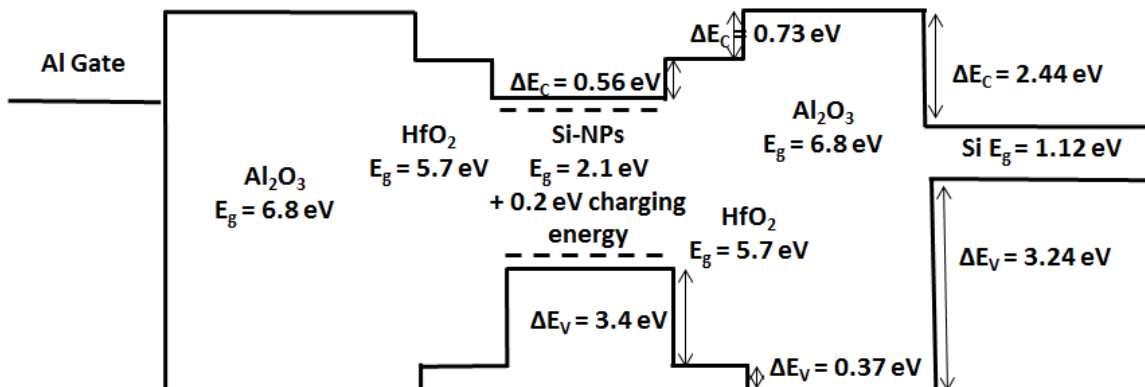 Al Gate
Al₂O₃
E_g = 6.8 eV
HfO₂
E_g = 5.7 eV
ΔE_C = 0.56 eV
Si-NPs
E_g = 2.1 eV
+ 0.2 eV charging
energy
ΔE_V = 3.4 eV
ΔE_C = 0.73 eV
HfO₂
E_g = 5.7 eV
ΔE_V = 0.37 eV
Al₂O₃
E_g = 6.8 eV
ΔE_C = 2.44 eV
Si E_g = 1.12 eV
ΔE_V = 3.24 eV